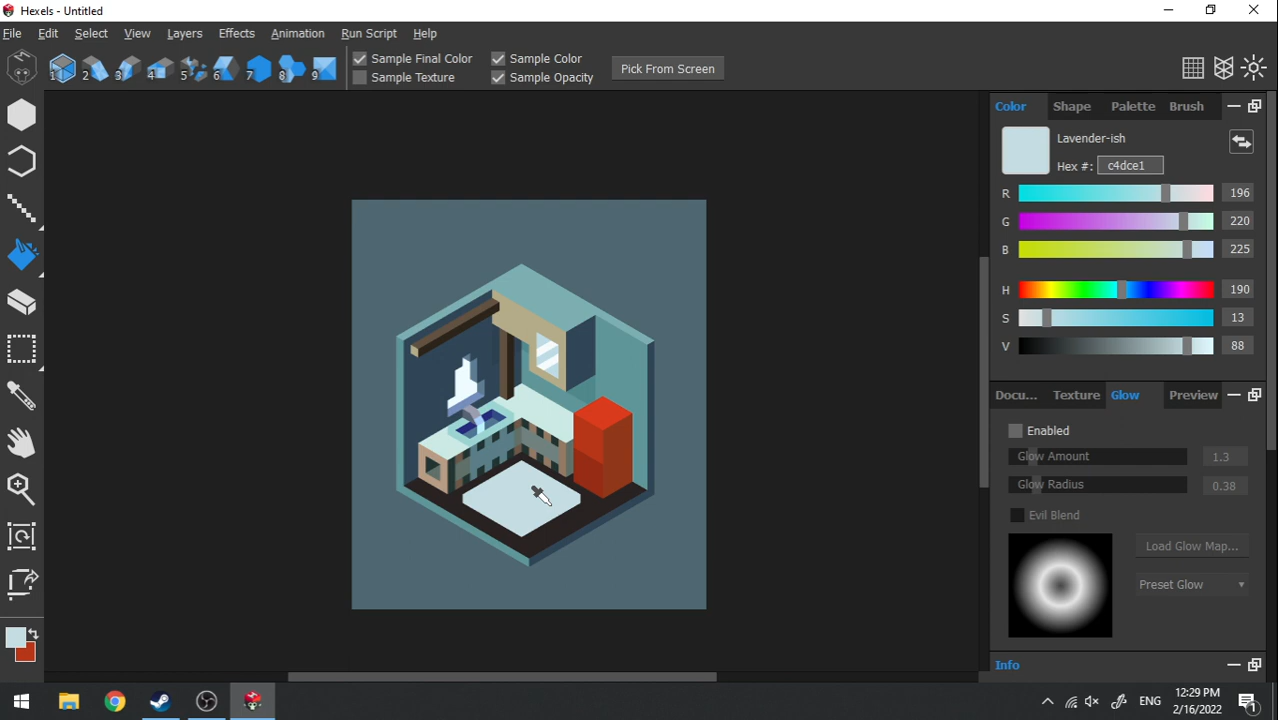 Hexels - Untitled
File Edit Select View Layers Effects Animation Run Script Help
1 2 3 4 5 6 7 8 9
Sample Final Color Sample Color
Sample Texture Sample Opacity
Pick From Screen
Color Shape Palette Brush
Lavender-ish
Hex #: c4dce1
R 196
G 220
B 225
H 190
S 13
V 88
Docu... Texture Glow Preview
Enabled
Glow Amount 1.3
Glow Radius 0.38
Evil Blend
Load Glow Map...
Preset Glow
Info
ENG
12:29 PM
2/16/2022
1